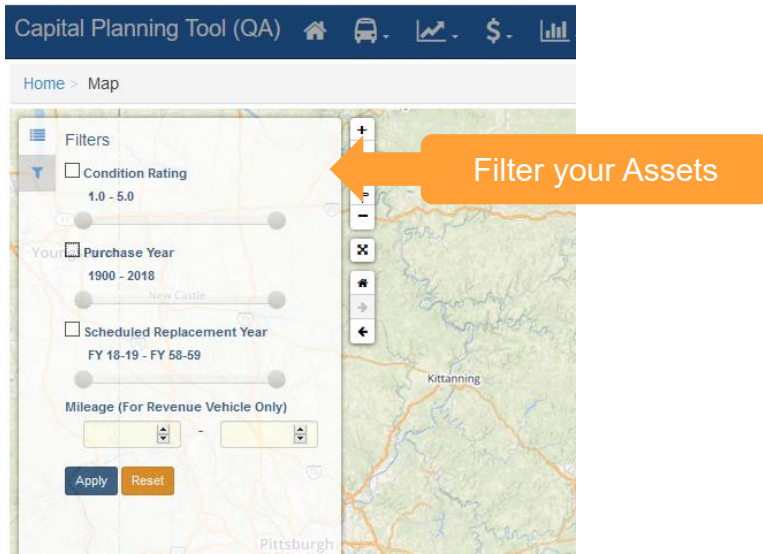 Capital Planning Tool (QA)
Home > Map
Filters
Filter your Assets
Condition Rating
1.0 - 5.0
Purchase Year
1900 - 2018
New Castle
Scheduled Replacement Year
FY 18-19 - FY 58-59
Kittanning
Mileage (For Revenue Vehicle Only)
-
Apply Reset
Pittsburgh